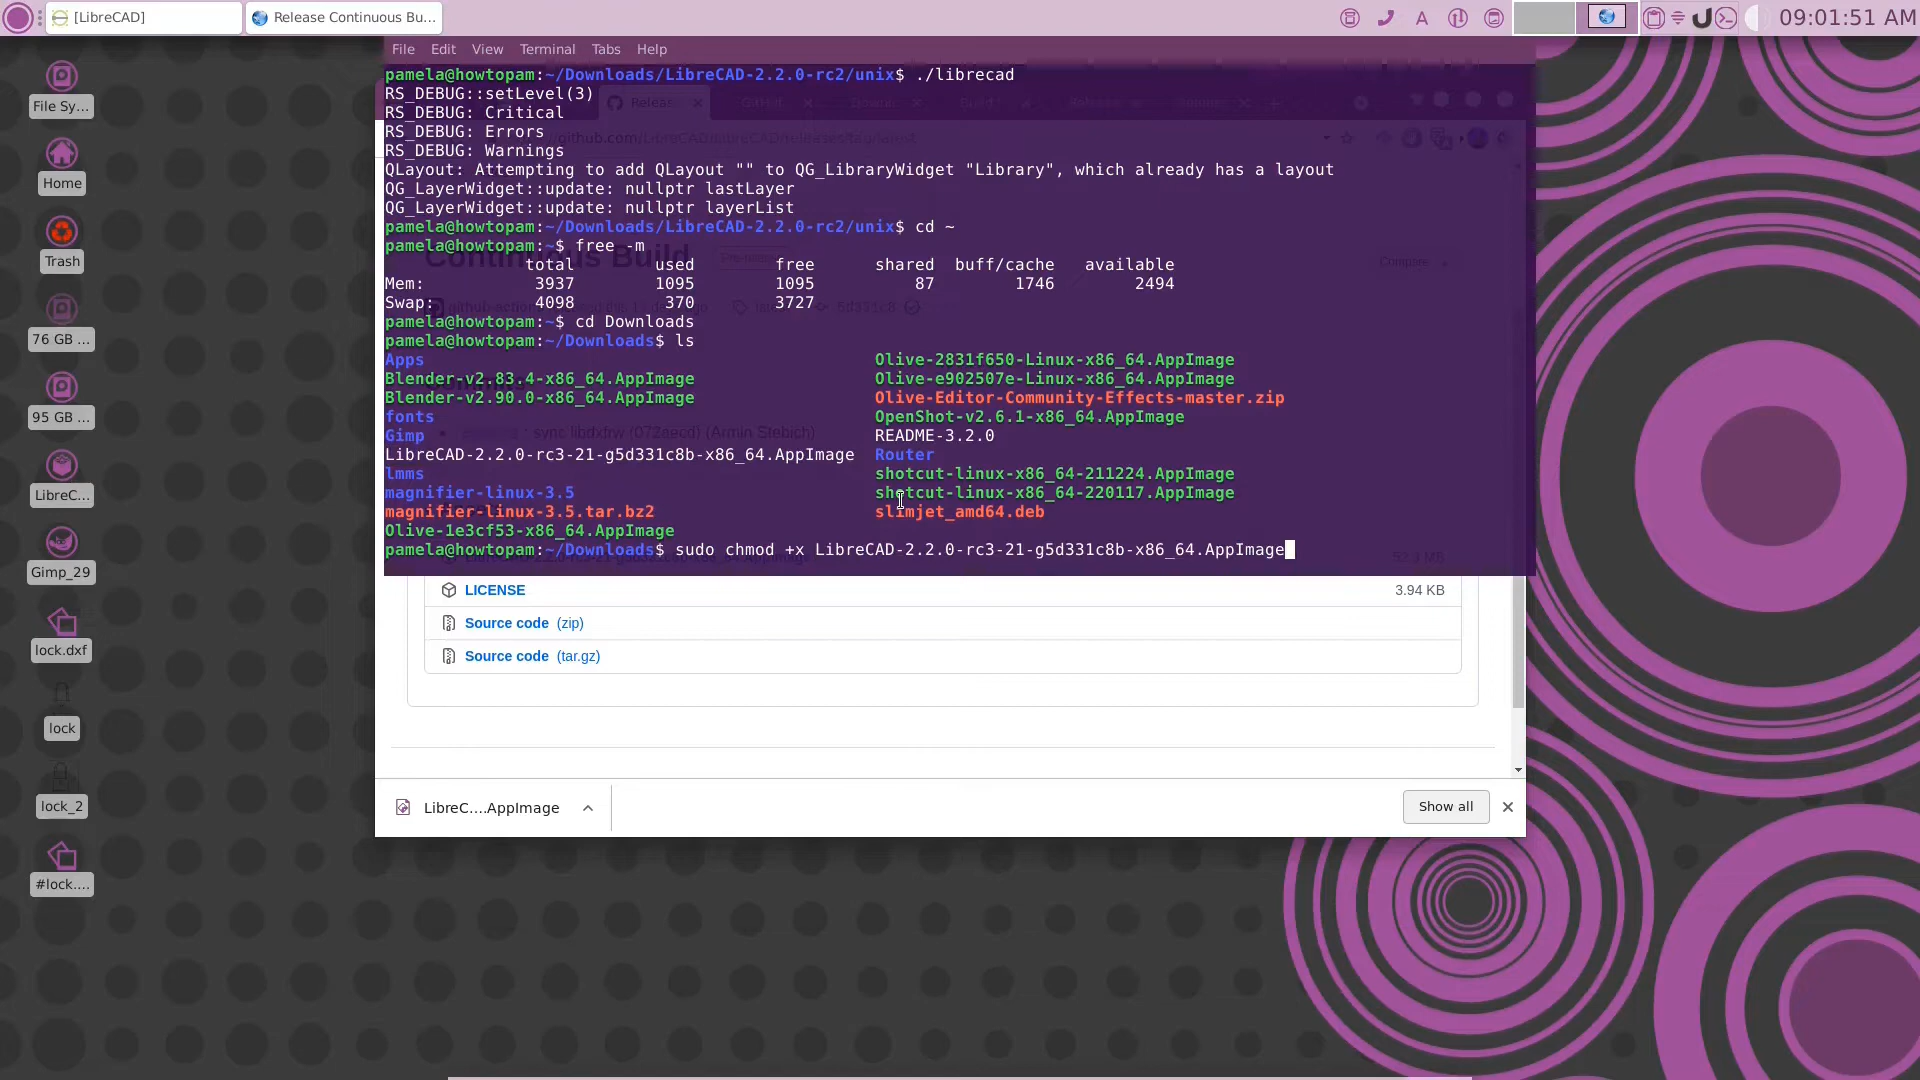 [LibreCAD]
Release Continuous Bu...
09:01:51 AM
File Edit View Terminal Tabs Help
pamela@howtopam:~/Downloads/LibreCAD-2.2.0-rc2/unix$ ./librecad
RS_DEBUG::setLevel(3)
RS_DEBUG: Critical
RS_DEBUG: Errors
RS_DEBUG: Warnings
QLayout: Attempting to add QLayout "" to QG_LibraryWidget "Library", which already has a layout
QG_LayerWidget::update: nullptr lastLayer
QG_LayerWidget::update: nullptr layerList
pamela@howtopam:~/Downloads/LibreCAD-2.2.0-rc2/unix$ cd ~
pamela@howtopam:~$ free -m
total used free shared buff/cache available
Mem: 3937 1095 1095 87 1746 2494
Swap: 4098 370 3727
pamela@howtopam:~$ cd Downloads
pamela@howtopam:~/Downloads$ ls
Apps Olive-2831f650-Linux-x86_64.AppImage
Blender-v2.83.4-x86_64.AppImage Olive-e902507e-Linux-x86_64.AppImage
Blender-v2.90.0-x86_64.AppImage Olive-Editor-Community-Effects-master.zip
fonts OpenShot-v2.6.1-x86_64.AppImage
Gimp README-3.2.0
LibreCAD-2.2.0-rc3-21-g5d331c8b-x86_64.AppImage Router
lmms shotcut-linux-x86_64-211224.AppImage
magnifier-linux-3.5 shotcut-linux-x86_64-220117.AppImage
magnifier-linux-3.5.tar.bz2 slimjet_amd64.deb
Olive-1e3cf53-x86_64.AppImage
pamela@howtopam:~/Downloads$ sudo chmod +x LibreCAD-2.2.0-rc3-21-g5d331c8b-x86_64.AppImage
Continuous Build
Compare
sync libdxfrw (072aecd) (Armin Stebich)
52.3 MB
LICENSE 3.94 KB
Source code (zip)
Source code (tar.gz)
LibreC....AppImage
Show all
File Sy...
Home
Trash
76 GB ...
95 GB ...
LibreC...
Gimp_29
lock.dxf
lock
lock_2
#lock....